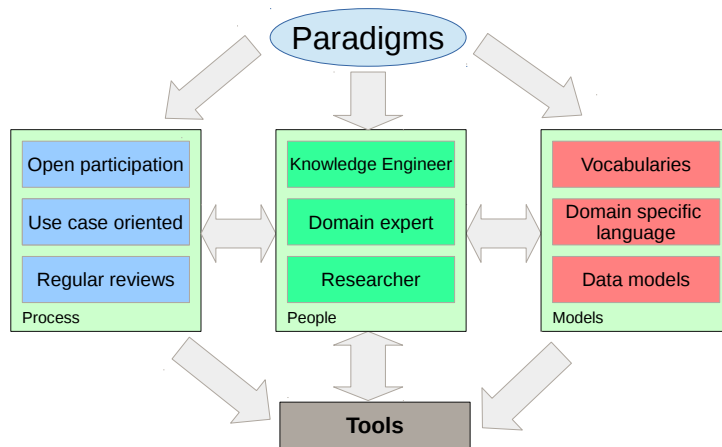 Paradigms
Open participation
Use case oriented
Regular reviews
Process
Knowledge Engineer
Domain expert
Researcher
People
Vocabularies
Domain specific
language
Data models
Models
Tools